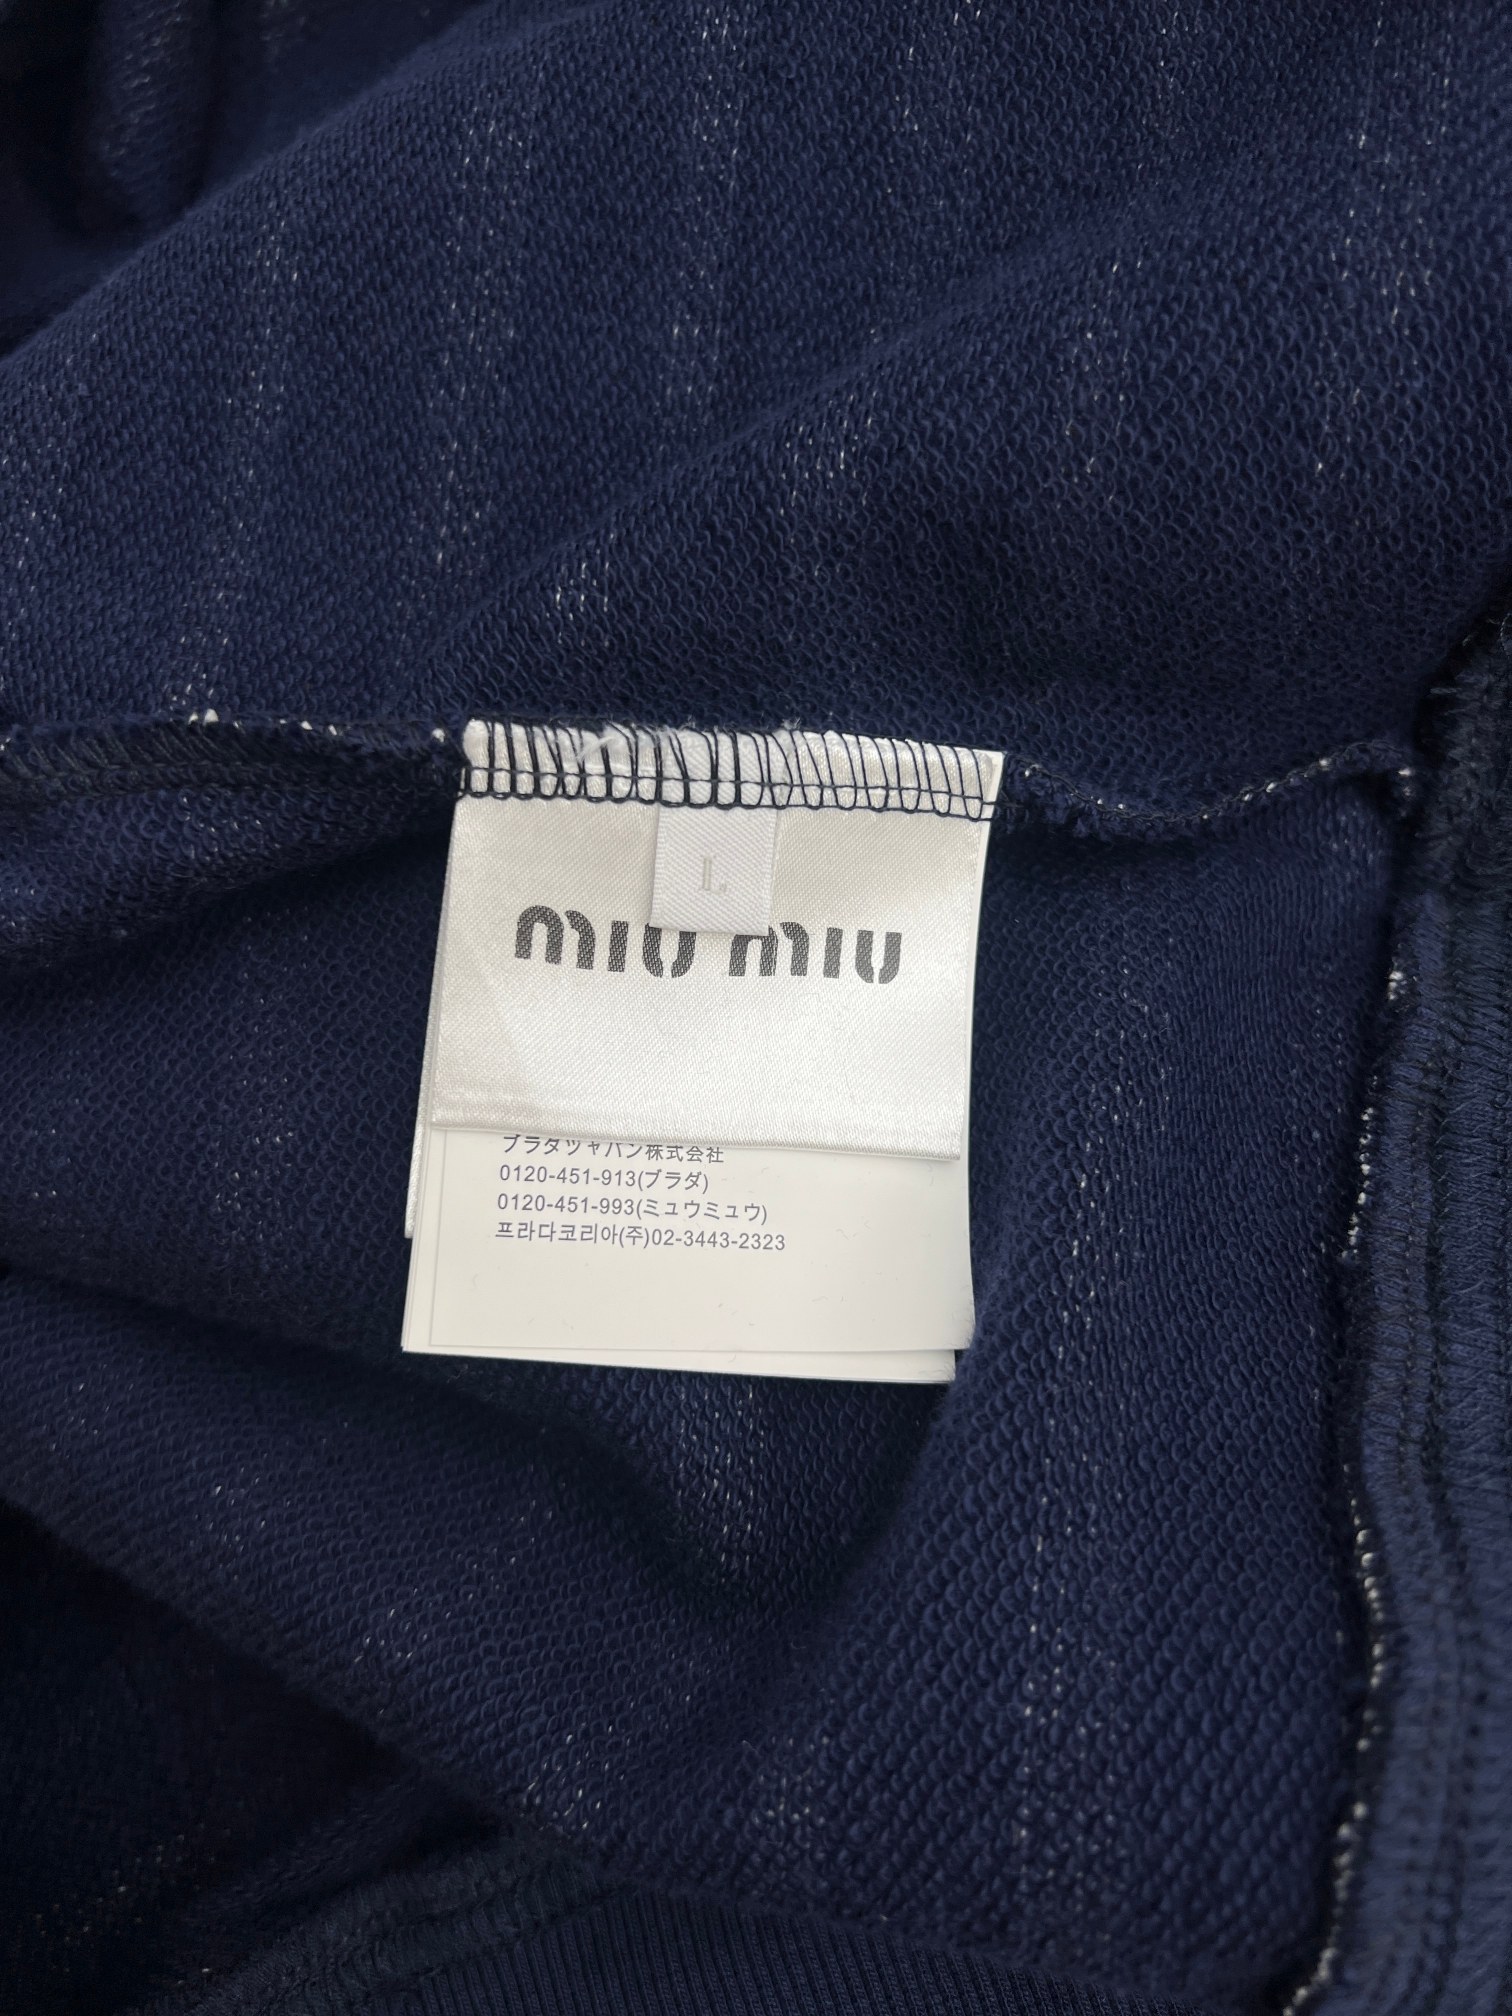 L
miu miu
プラダジャパン株式会社
0120-451-913(プラダ)
0120-451-993(ミュウミュウ)
프라다코리아(주)02-3443-2323